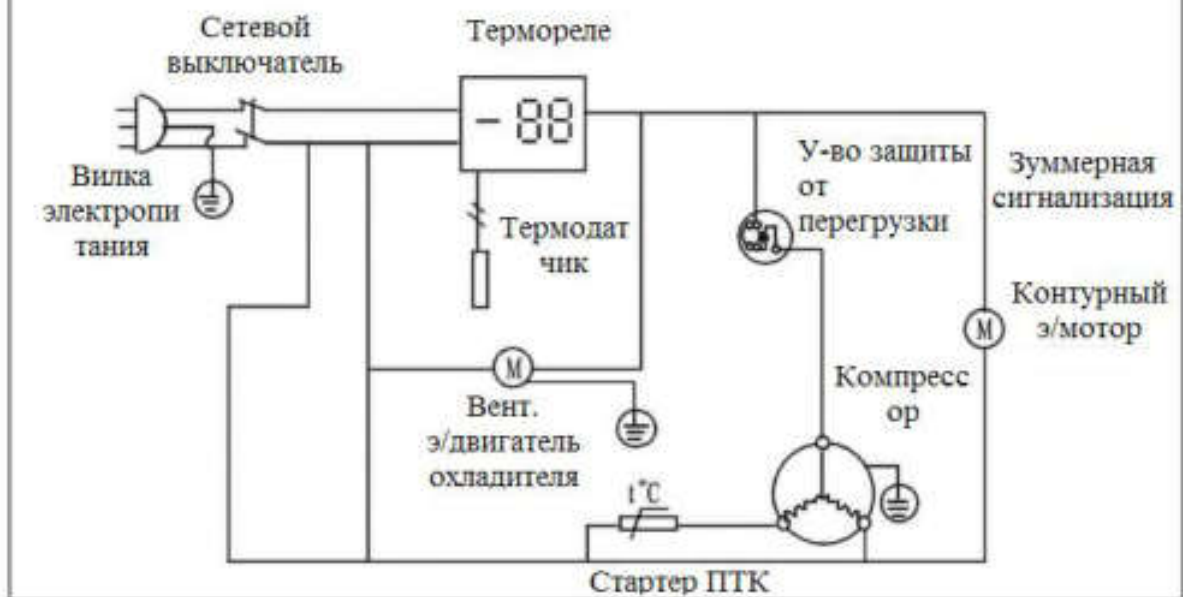 Сетевой
выключатель
Термореле
- 88
У-во защиты
от
перегрузки
Зуммерная
сигнализация
Вилка
электропи
тания
Термодат
чик
Контурный
э/мотор
M
M
Компресс
ор
Вент.
э/двигатель
охладителя
t°C
Стартер ПТК